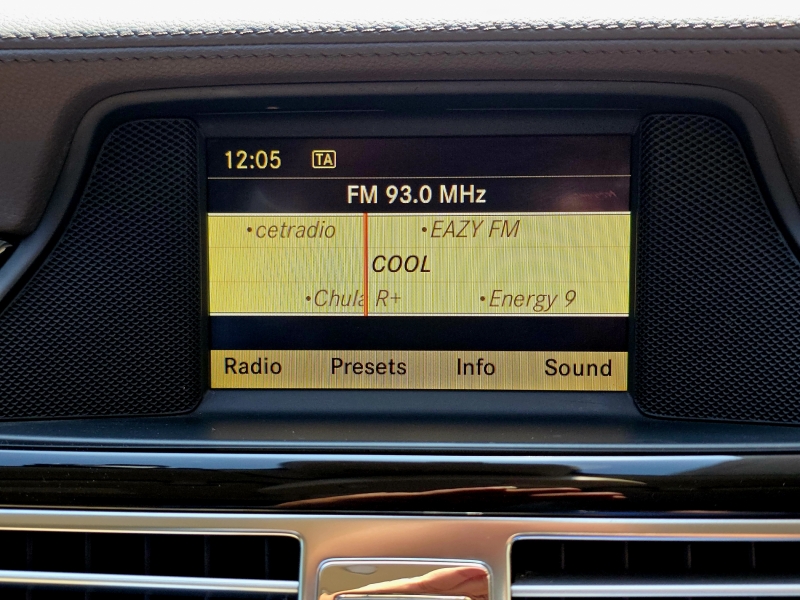 12:05 TA
FM 93.0 MHz
•cetradio •EAZY FM
COOL
•Chula R+ •Energy 9
Radio Presets Info Sound